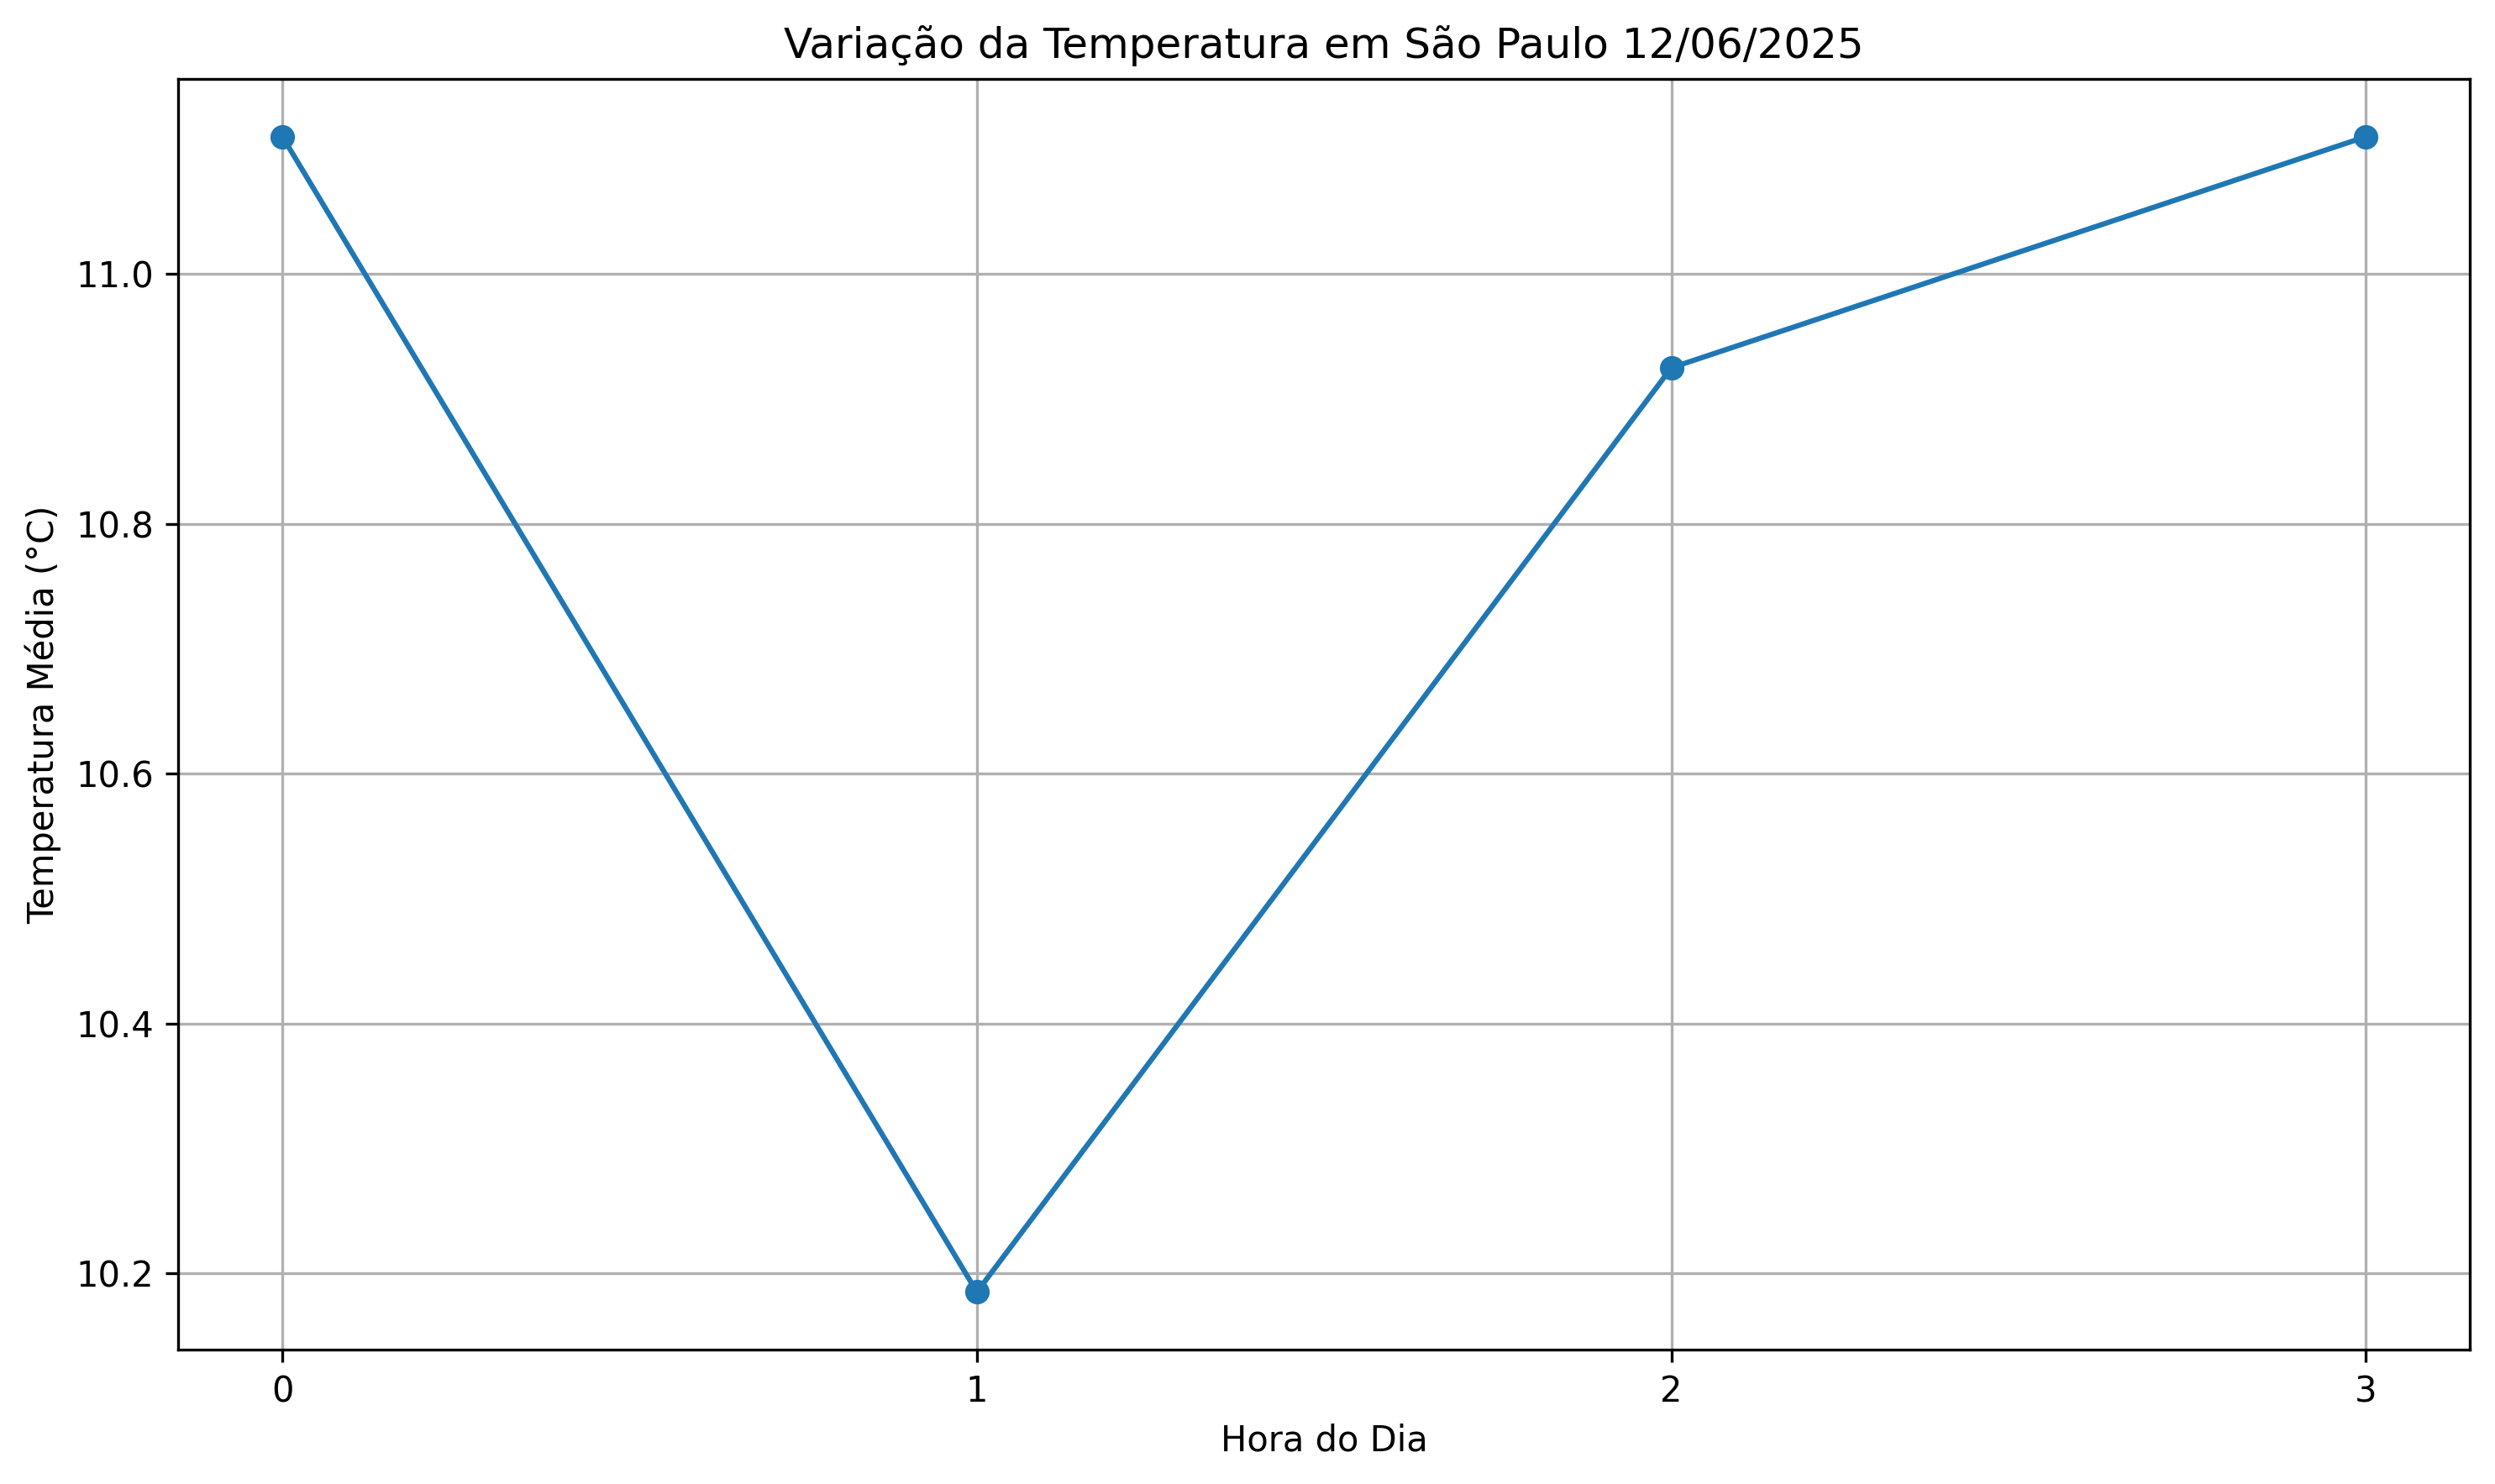 Variação da Temperatura em São Paulo 12/06/2025
Temperatura Média (°C)
11.0
10.8
10.6
10.4
10.2
0 1 2 3
Hora do Dia